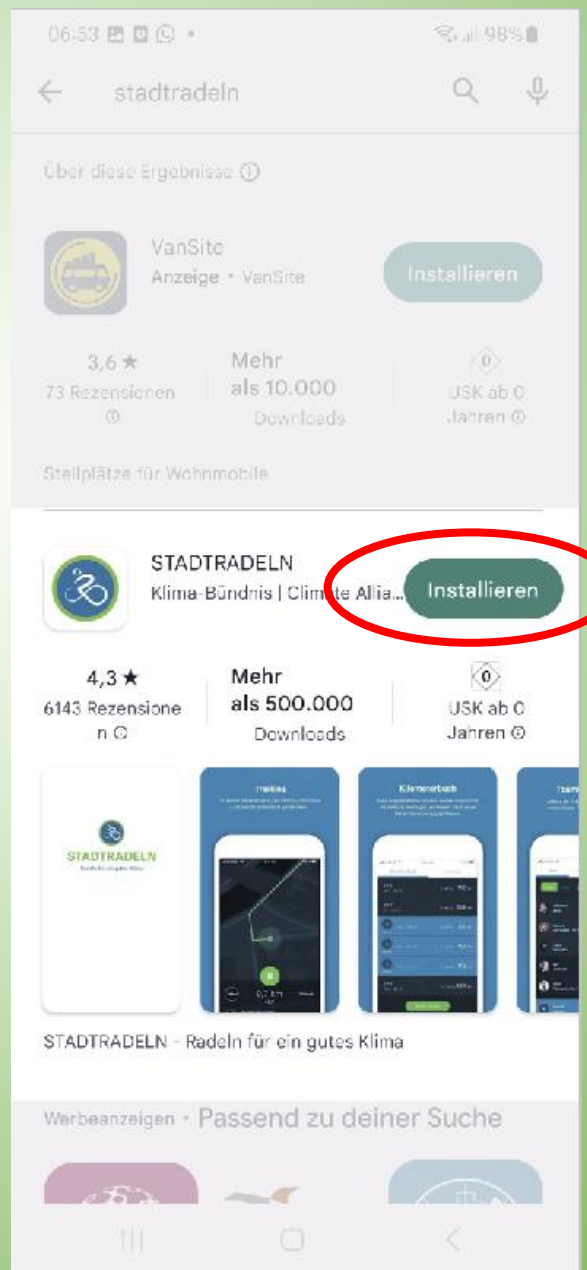 06:53 98%
stadtradeln
Über diese Ergebnisse
VanSite
Anzeige • VanSite
Installieren
3,6 ★ Mehr 0
73 Rezensionen als 10.000 USK ab 0
Downloads Jahren
Stellplätze für Wohnmobile
STADTRADELN
Klima-Bündnis | Climate Allia...
Installieren
4,3 ★ Mehr 0
6143 Rezensione als 500.000 USK ab 0
n Downloads Jahren
Tracking
Kilometerbuch
STADTRADELN
STADTRADELN - Radeln für ein gutes Klima
Werbeanzeigen • Passend zu deiner Suche